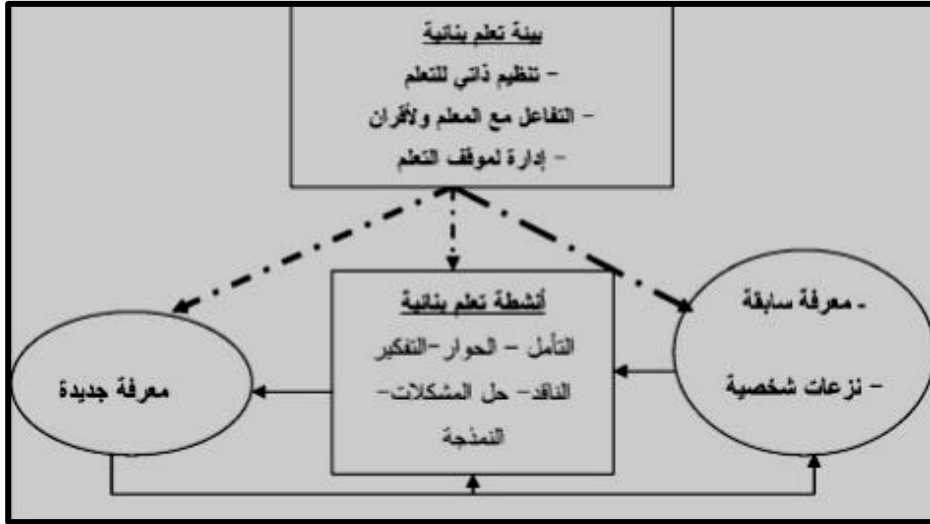 بيئة تعلم بنائية
- تنظيم ذاتي للتعلم
- التفاعل مع المعلم ولأقران
- إدارة لموقف التعلم
- معرفة سابقة
- نزعات شخصية
أنشطة تعلم بنائية
التأمل – الحوار –التفكير
الناقد– حل المشكلات–
النمذجة
معرفة جديدة